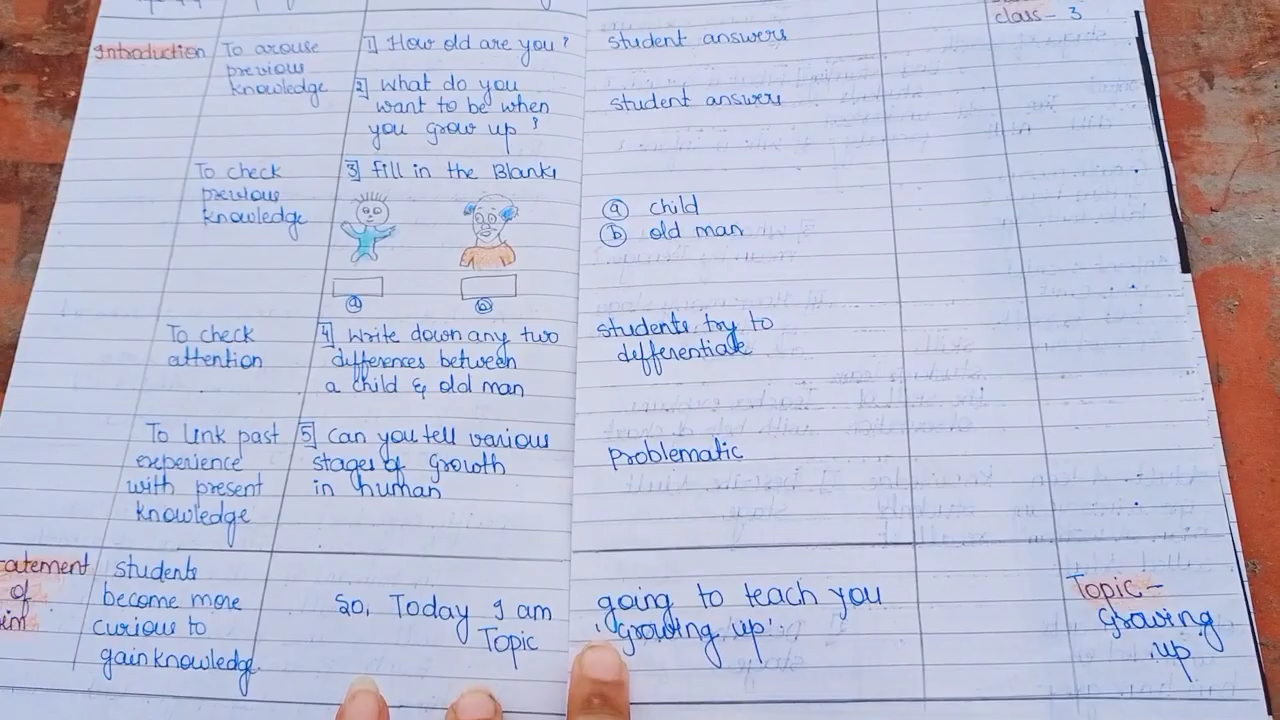 class - 3
Introduction
To arouse
previous
knowledge
1] How old are you?
student answers
2] What do you
want to be when
you grow up?
student answers
To check
previous
knowledge
3] Fill in the Blanks
ⓐ child
ⓑ old man
ⓐ
ⓑ
To check
attention
4] Write down any two
differences between
a child & old man
students try to
defferentiate
To link past
experience
with present
knowledge
5] Can you tell various
stages of Growth
in human
problematic
atement
of
im
students
become more
curious to
gain knowledge.
So, Today I am going to teach you
Topic 'growing up'
Topic -
Growing
up